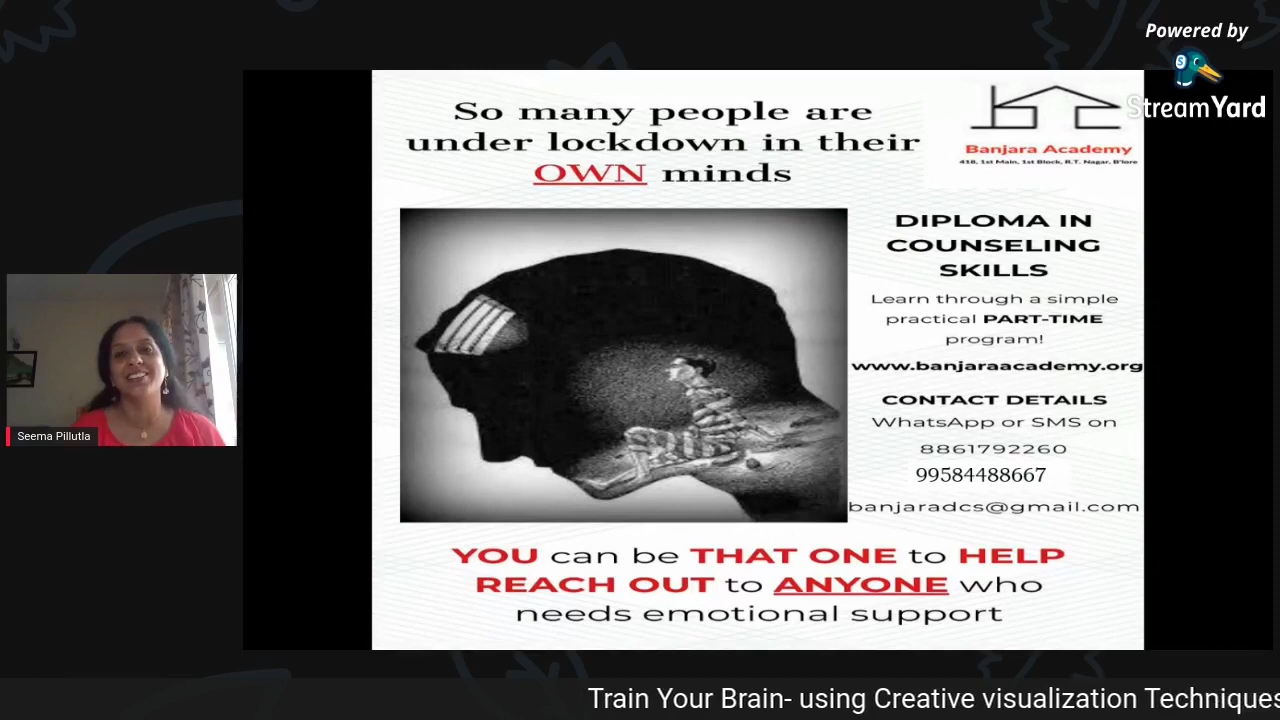 Powered by
StreamYard
So many people are
under lockdown in their
OWN minds
Banjara Academy
418, 1st Main, 1st Block, R.T. Nagar, B'lore
DIPLOMA IN
COUNSELING
SKILLS
Learn through a simple
practical PART-TIME
program!
www.banjaraacademy.org
CONTACT DETAILS
WhatsApp or SMS on
8861792260
99584488667
banjaradcs@gmail.com
Seema Pillutla
YOU can be THAT ONE to HELP
REACH OUT to ANYONE who
needs emotional support
Train Your Brain- using Creative visualization Techniques